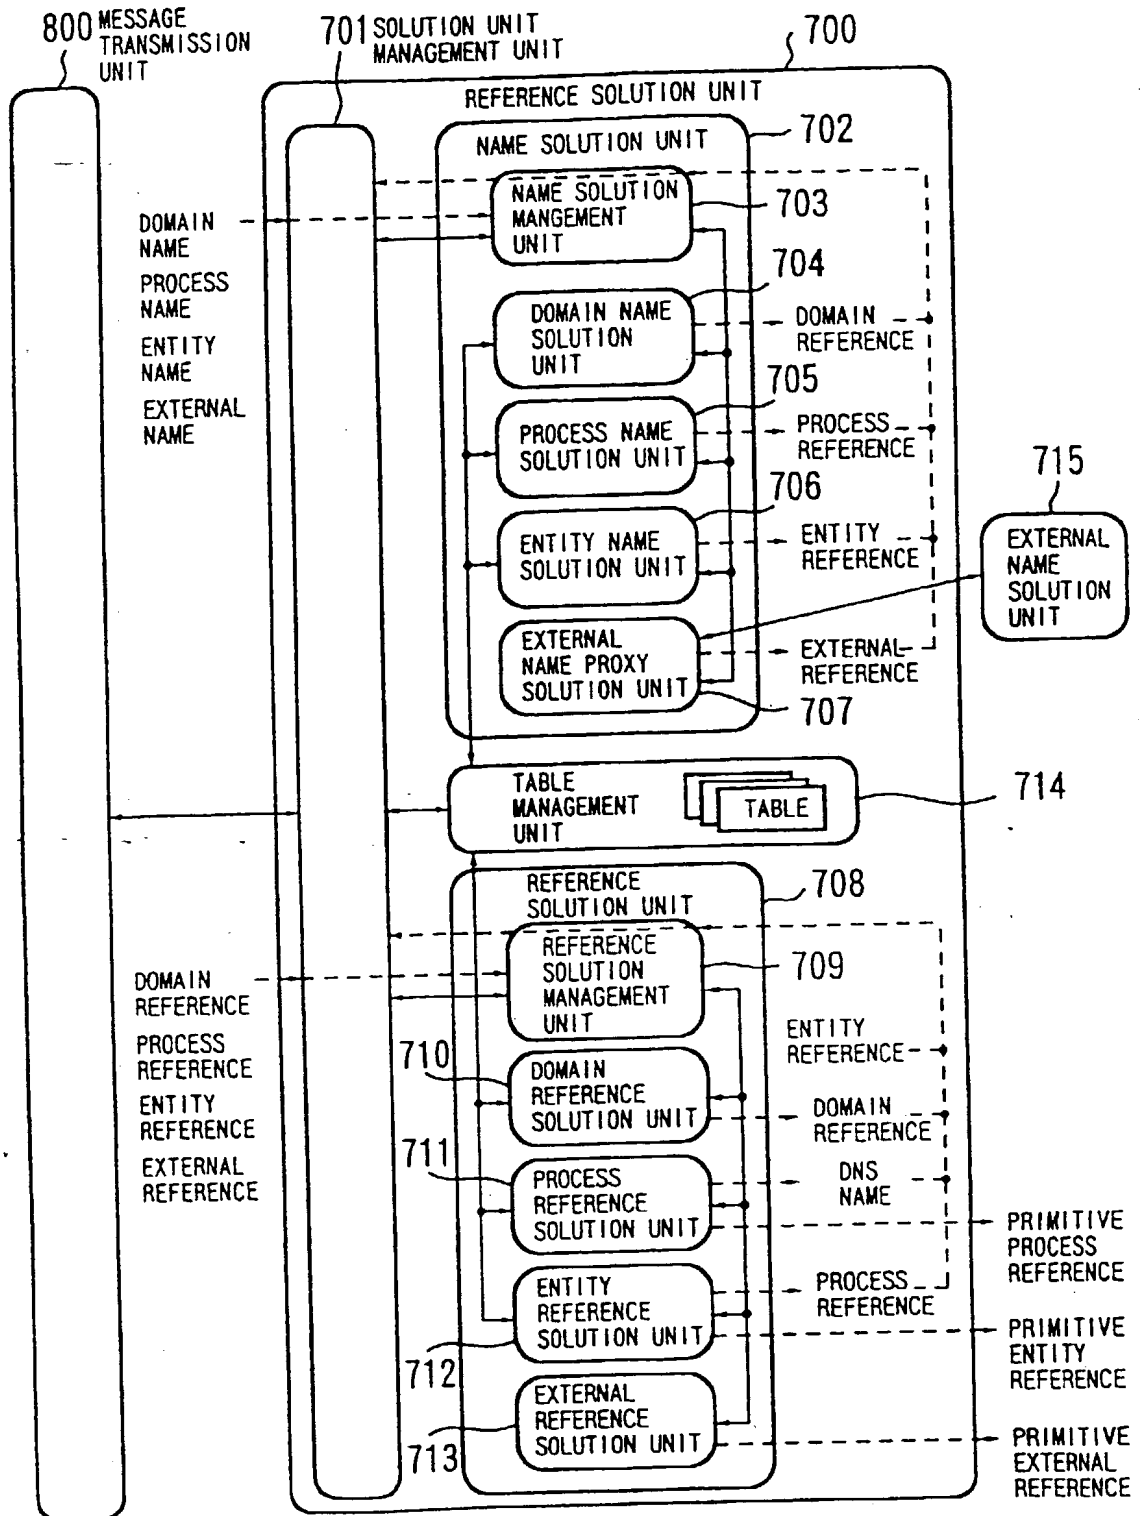 800 MESSAGE
TRANSMISSION
UNIT
701 SOLUTION UNIT
MANAGEMENT UNIT
700
REFERENCE SOLUTION UNIT
702
NAME SOLUTION UNIT
NAME SOLUTION
MANGEMENT
UNIT
703
DOMAIN
NAME
PROCESS
NAME
ENTITY
NAME
EXTERNAL
NAME
704
DOMAIN NAME
SOLUTION
UNIT
DOMAIN
REFERENCE
705
PROCESS NAME
SOLUTION UNIT
PROCESS
REFERENCE
706
ENTITY NAME
SOLUTION UNIT
ENTITY
REFERENCE
715
EXTERNAL
NAME
SOLUTION
UNIT
EXTERNAL
NAME PROXY
SOLUTION UNIT
EXTERNAL
REFERENCE
707
TABLE
MANAGEMENT
UNIT
TABLE
714
REFERENCE
SOLUTION UNIT
708
REFERENCE
SOLUTION
MANAGEMENT
UNIT
709
DOMAIN
REFERENCE
PROCESS
REFERENCE
ENTITY
REFERENCE
EXTERNAL
REFERENCE
ENTITY
REFERENCE
710
DOMAIN
REFERENCE
SOLUTION UNIT
DOMAIN
REFERENCE
711
PROCESS
REFERENCE
SOLUTION UNIT
DNS
NAME
PRIMITIVE
PROCESS
REFERENCE
ENTITY
REFERENCE
SOLUTION UNIT
PROCESS
REFERENCE
712
PRIMITIVE
ENTITY
REFERENCE
EXTERNAL
REFERENCE
SOLUTION UNIT
713
PRIMITIVE
EXTERNAL
REFERENCE